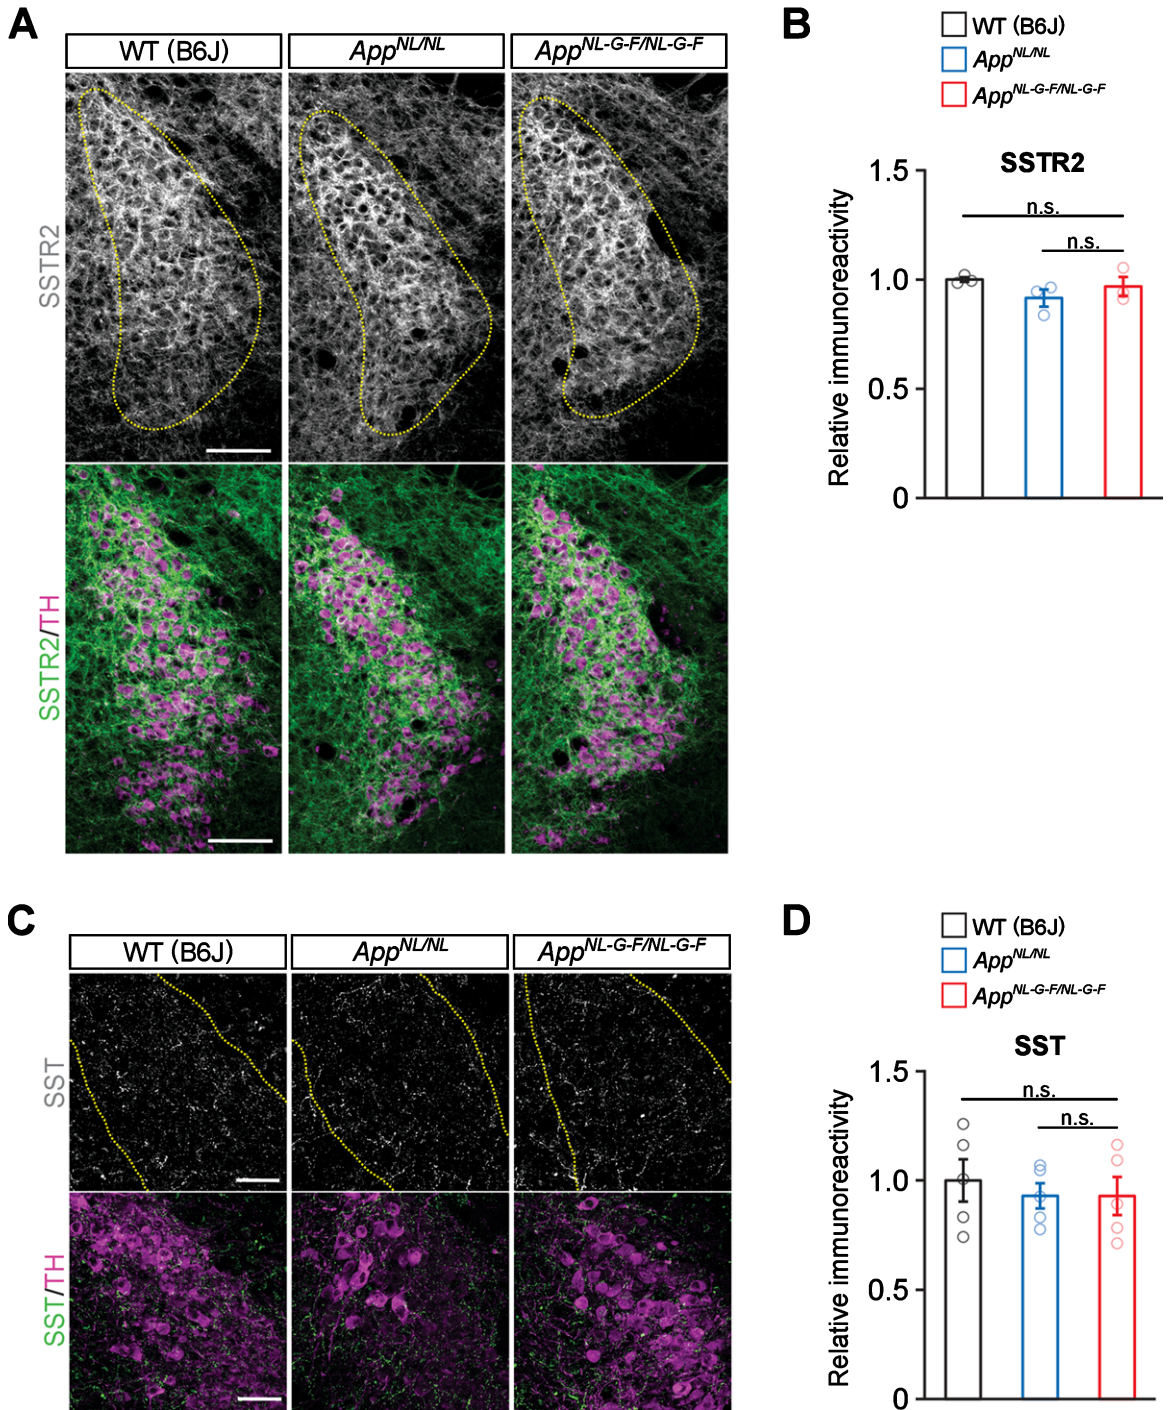 A
WT (B6J)
App^NL/NL
App^NL-G-F/NL-G-F
SSTR2
SSTR2/TH
B
WT (B6J)
App^NL/NL
App^NL-G-F/NL-G-F
SSTR2
Relative immunoreactivity
1.5
1.0
0.5
0
n.s.
n.s.
C
WT (B6J)
App^NL/NL
App^NL-G-F/NL-G-F
SST
SST/TH
D
WT (B6J)
App^NL/NL
App^NL-G-F/NL-G-F
SST
Relative immunoreactivity
1.5
1.0
0.5
0
n.s.
n.s.